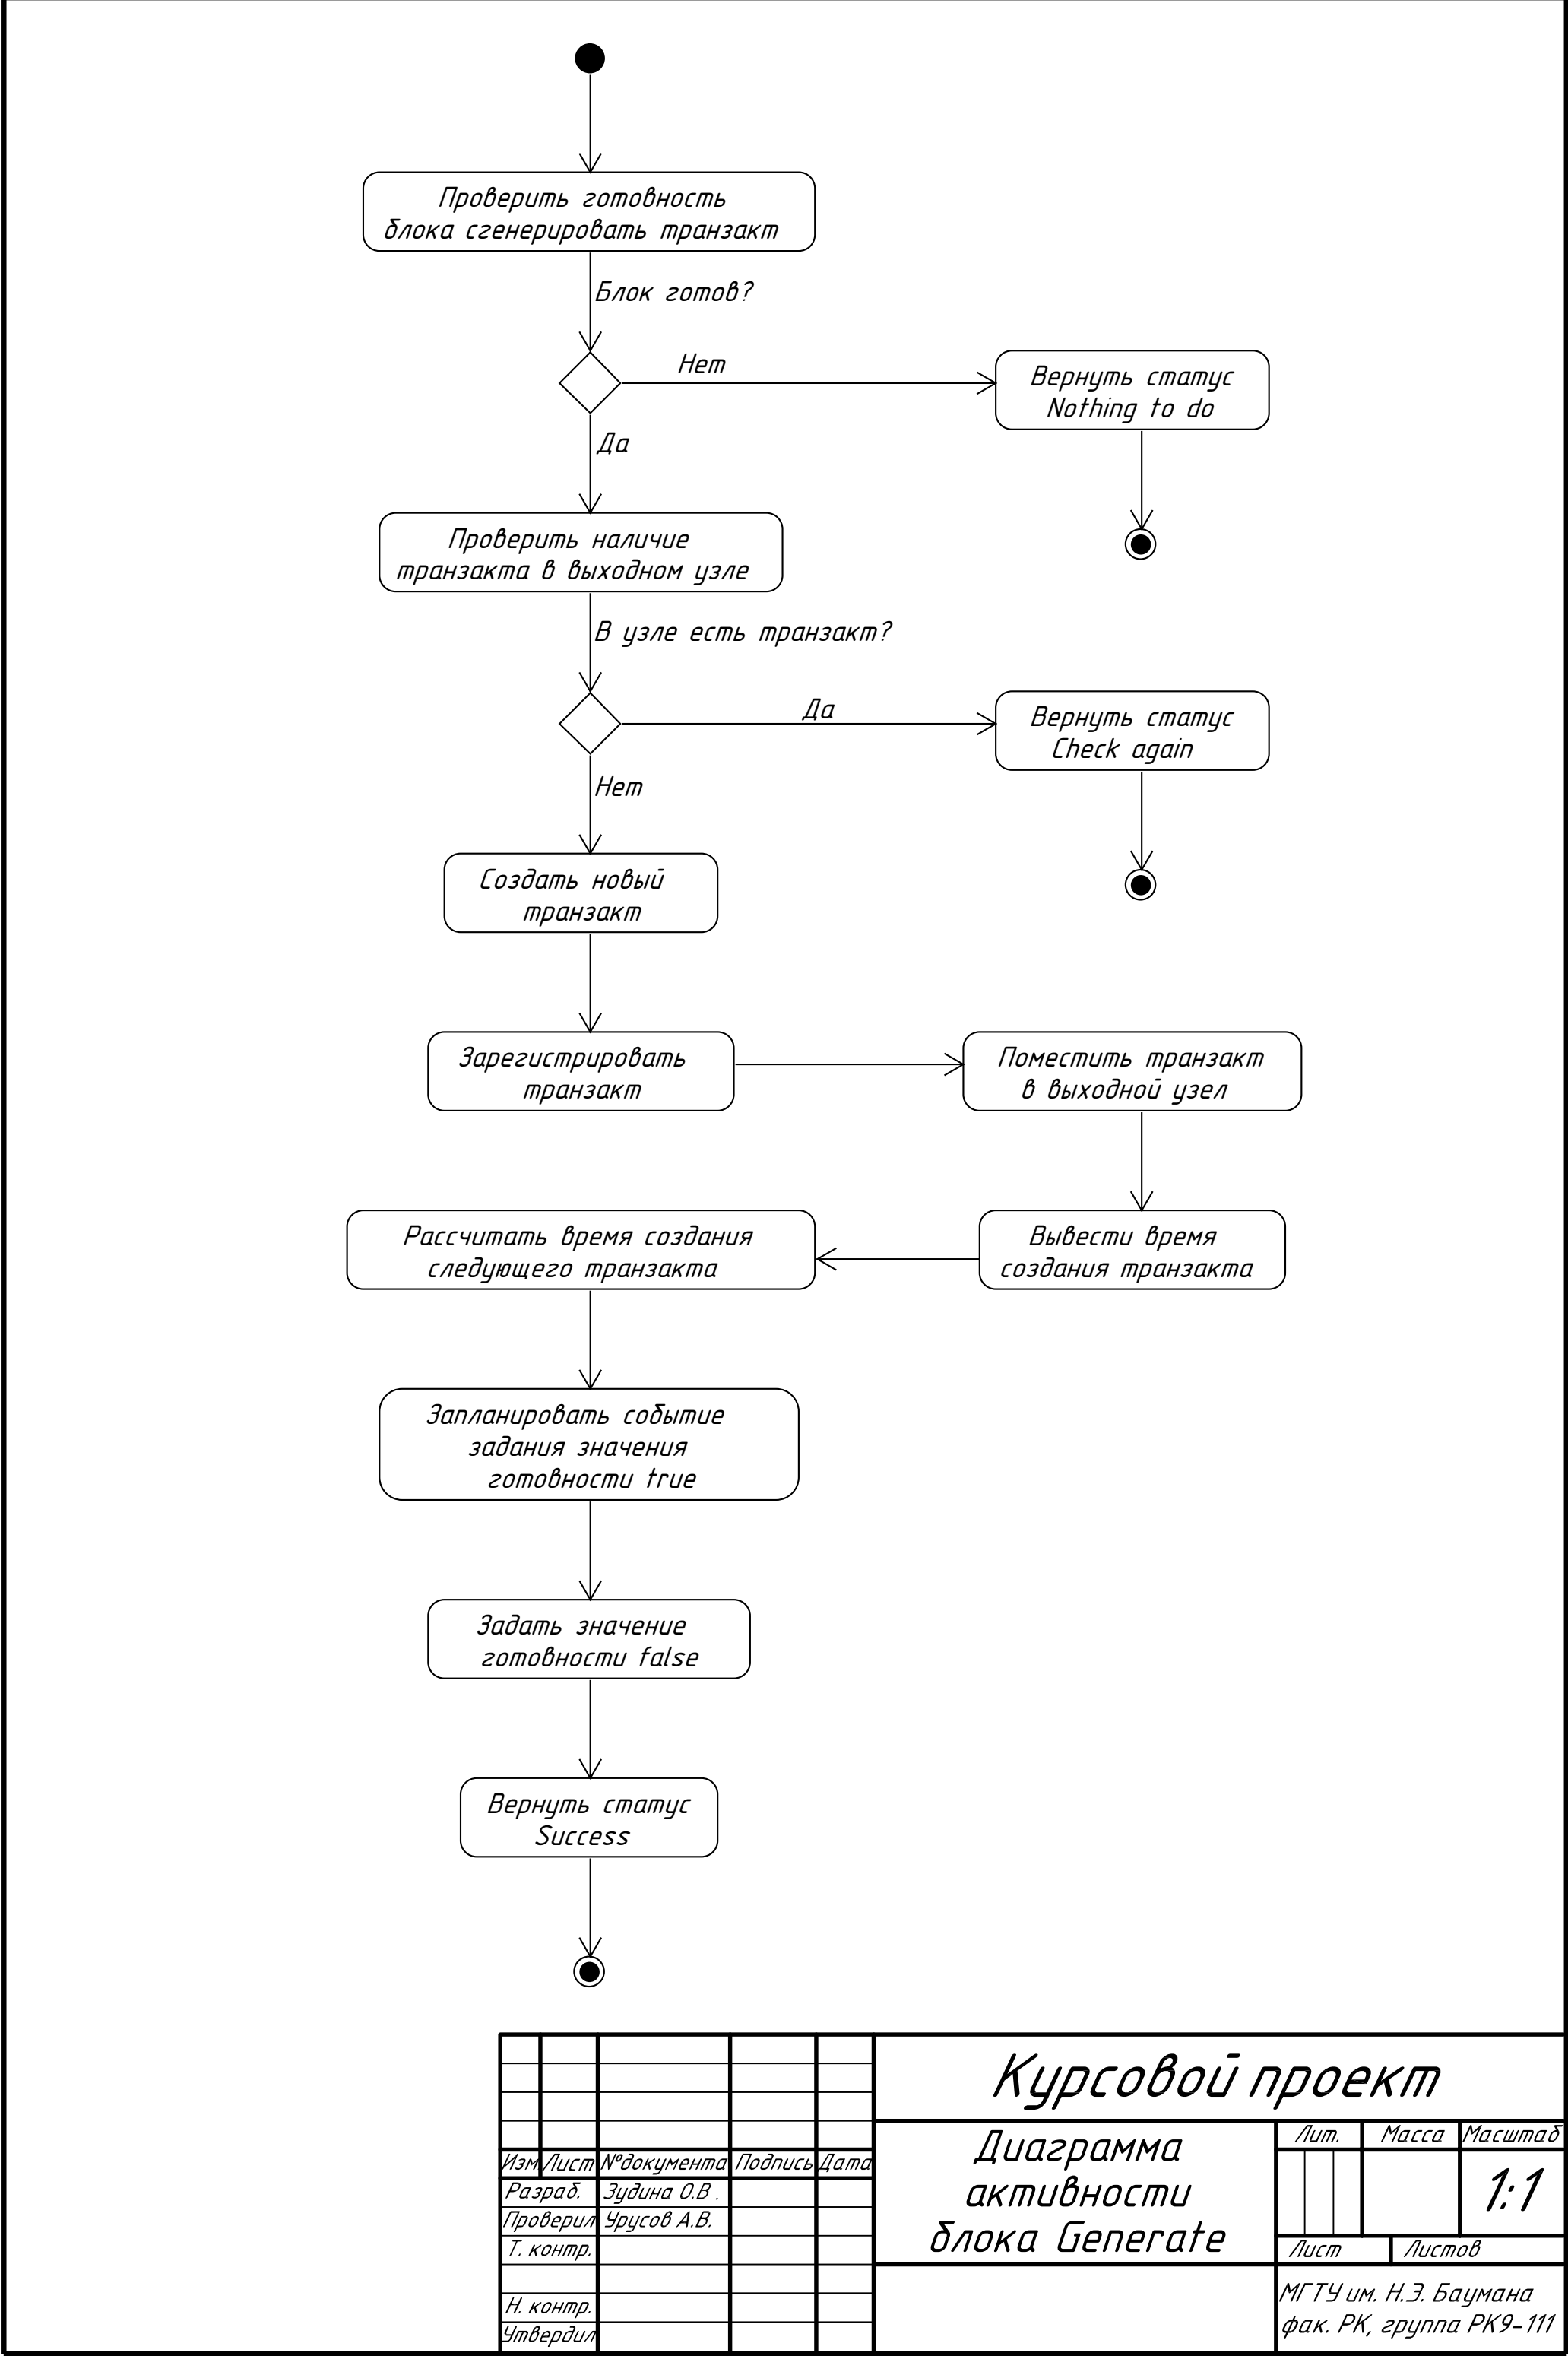 Проверить готовность
блока сгенерировать транзакт
Блок готов?
Нет
Вернуть статус
Nothing to do
Да
Проверить наличие
транзакта в выходном узле
В узле есть транзакт?
Да
Вернуть статус
Check again
Нет
Создать новый
транзакт
Зарегистрировать
транзакт
Поместить транзакт
в выходной узел
Рассчитать время создания
следующего транзакта
Вывести время
создания транзакта
Запланировать событие
задания значения
готовности true
Задать значение
готовности false
Вернуть статус
Success
Курсовой проект
Диаграмма
активности
блока Generate
Лит. Масса Масштаб
1:1
Лист Листов
МГТУ им. Н.Э. Баумана
фак. РК, группа РК9-111
Изм Лист №документа Подпись Дата
Разраб. Зудина О.В .
Проверил Урусов А.В.
Т. контр.
Н. контр.
Утвердил